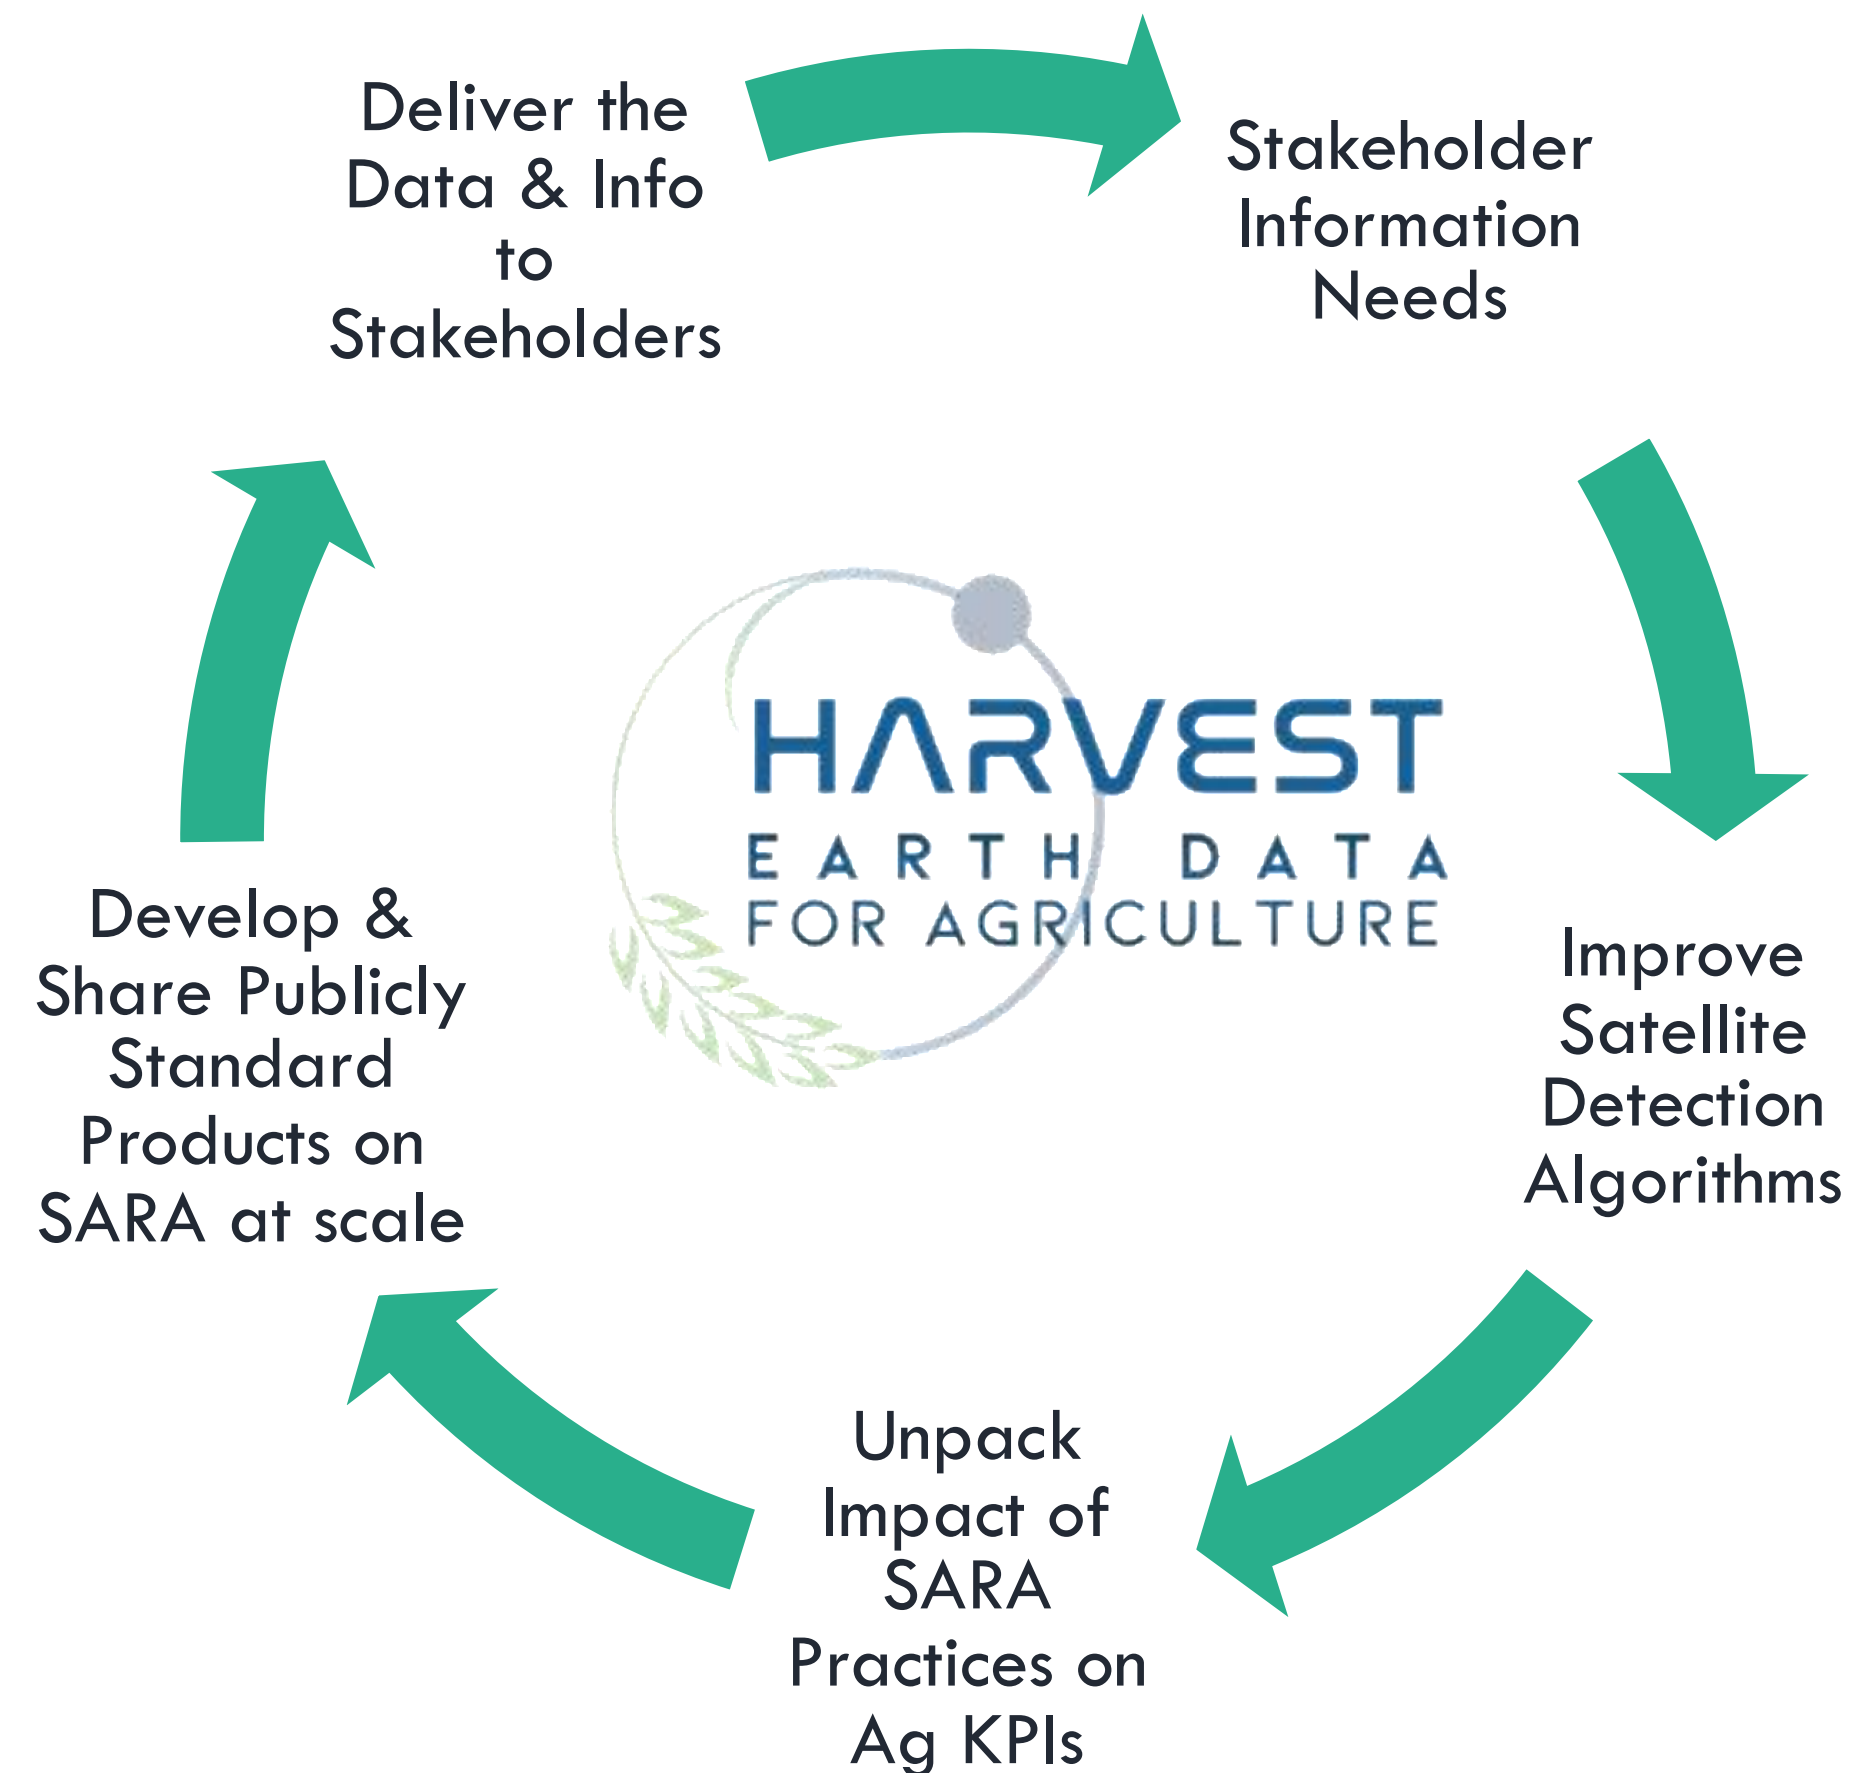 Deliver the
Data & Info
to
Stakeholders
Stakeholder
Information
Needs
HARVEST
EARTH DATA
FOR AGRICULTURE
Improve
Satellite
Detection
Algorithms
Unpack
Impact of
SARA
Practices on
Ag KPIs
Develop &
Share Publicly
Standard
Products on
SARA at scale